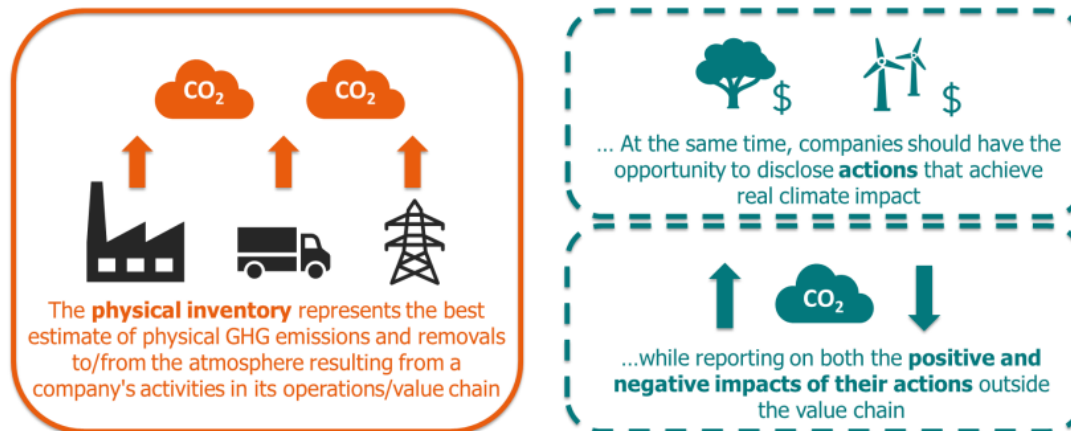 CO₂
CO₂
The physical inventory represents the best
estimate of physical GHG emissions and removals
to/from the atmosphere resulting from a
company's activities in its operations/value chain
$
$
... At the same time, companies should have the
opportunity to disclose actions that achieve
real climate impact
CO₂
...while reporting on both the positive and
negative impacts of their actions outside
the value chain